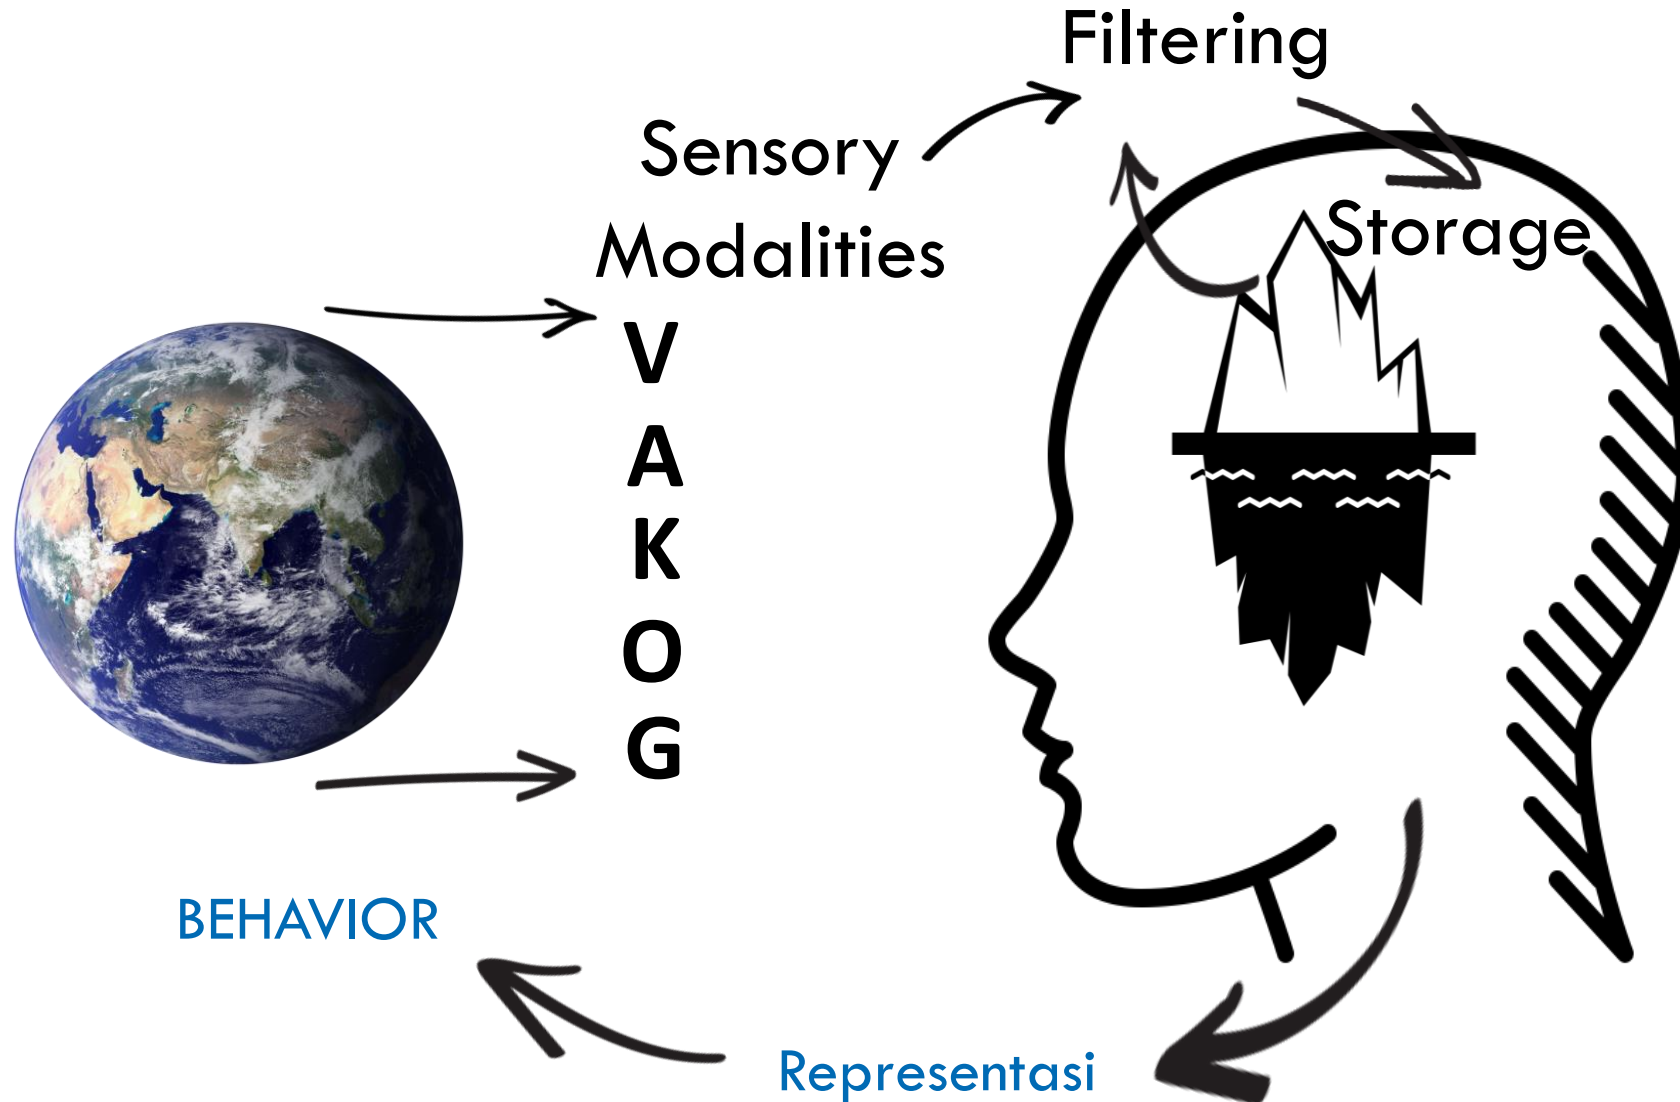 Filtering
Sensory
Modalities
Storage
V
A
K
O
G
BEHAVIOR
Representasi